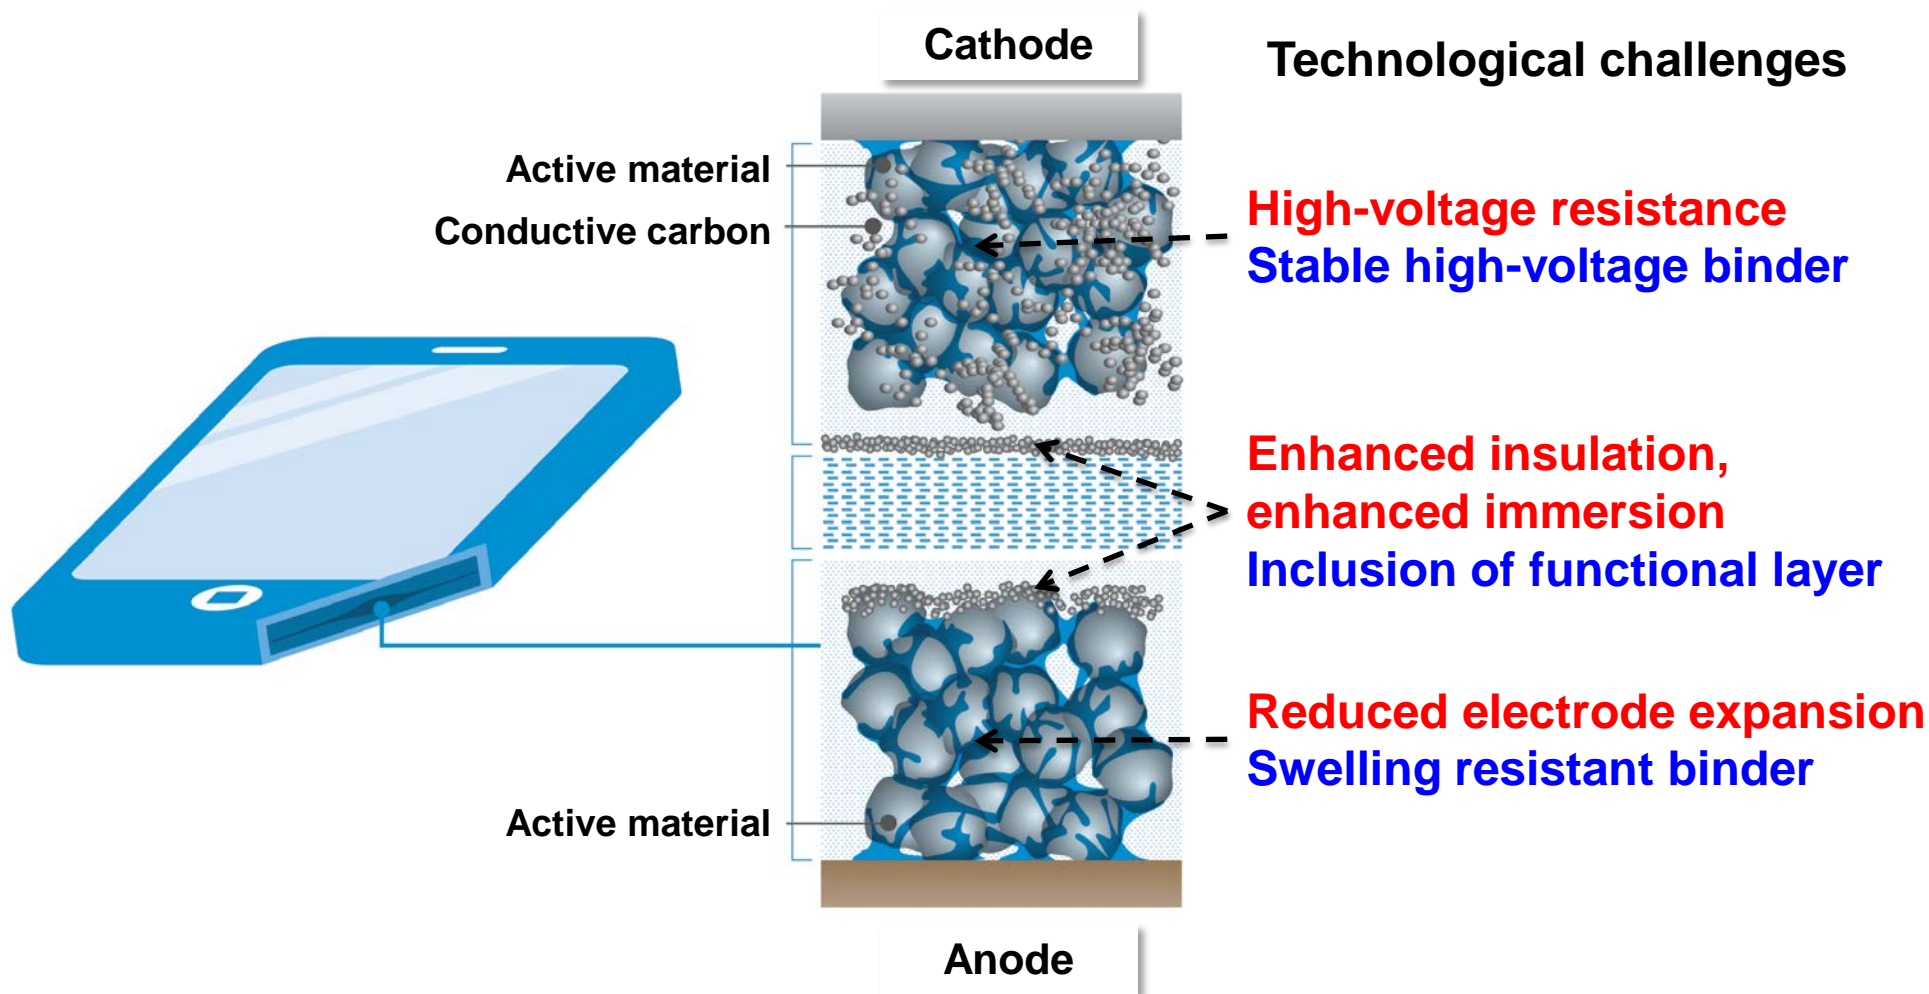 Cathode
Technological challenges
Active material
Conductive carbon
High-voltage resistance
Stable high-voltage binder
Enhanced insulation,
enhanced immersion
Inclusion of functional layer
Reduced electrode expansion
Swelling resistant binder
Active material
Anode